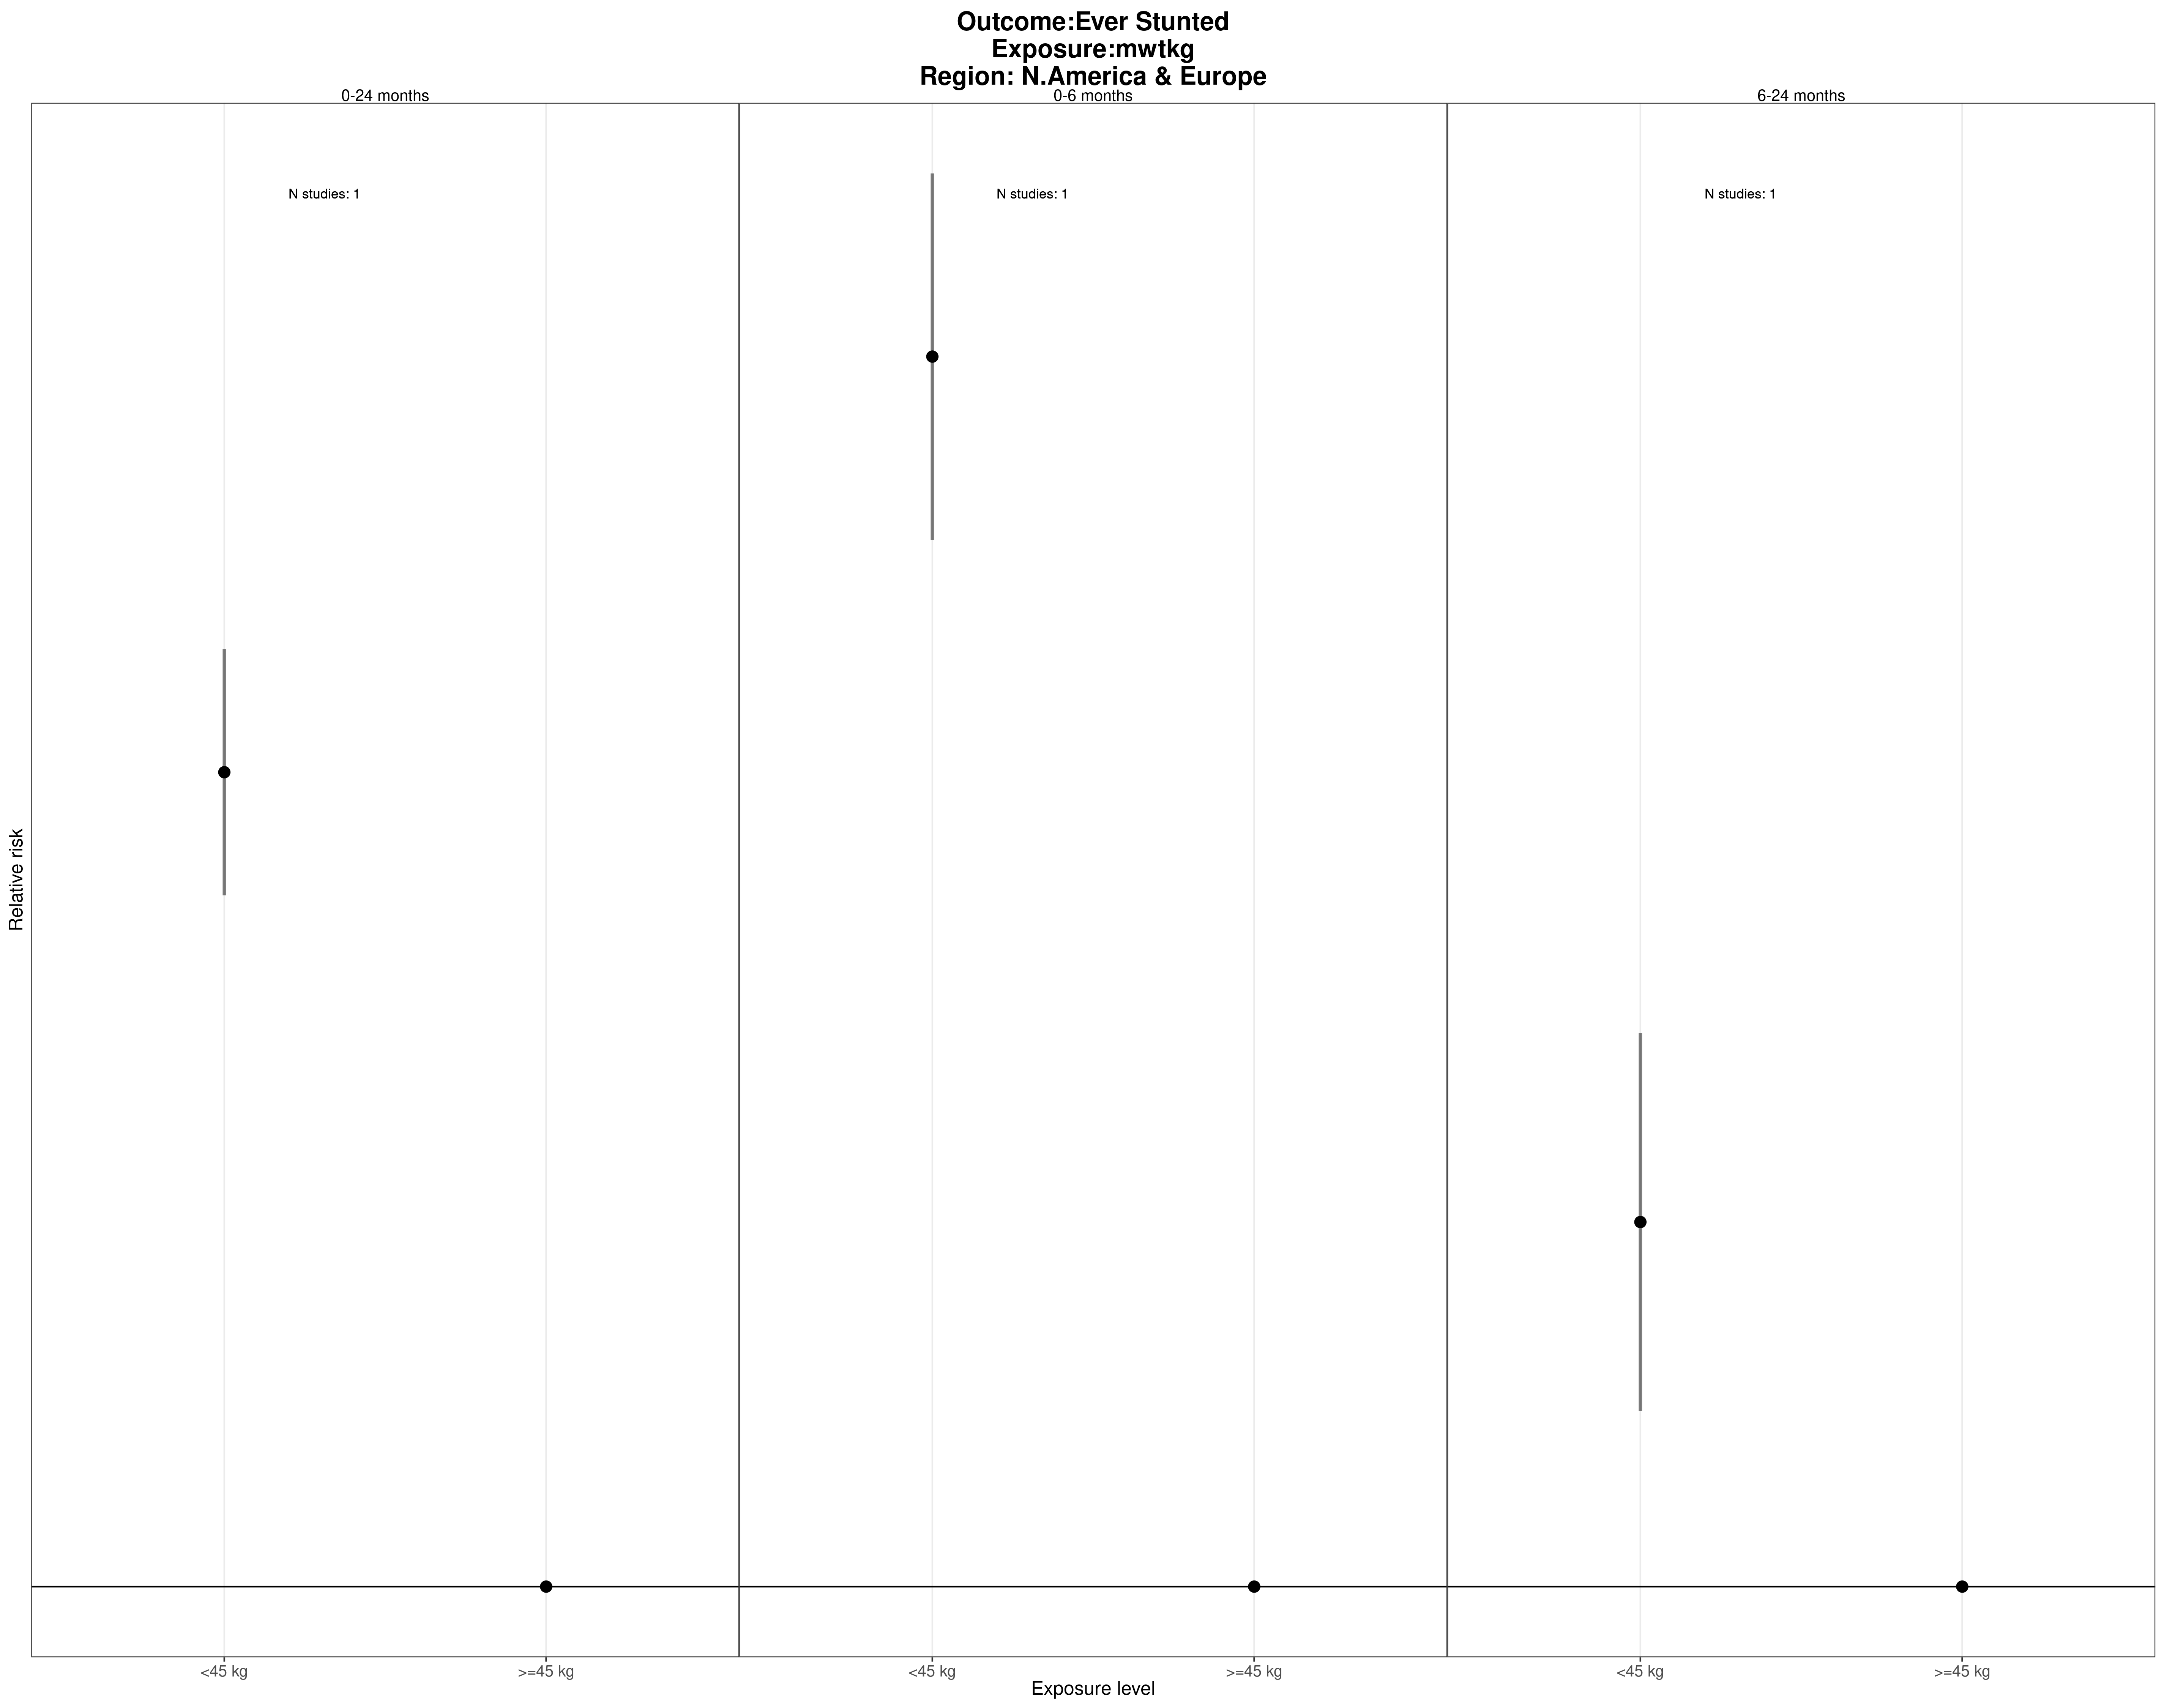 Outcome:Ever Stunted
Exposure:mwtkg
Region: N.America & Europe
0-24 months
0-6 months
6-24 months
N studies: 1
N studies: 1
N studies: 1
Relative risk
<45 kg
>=45 kg
<45 kg
>=45 kg
<45 kg
>=45 kg
Exposure level